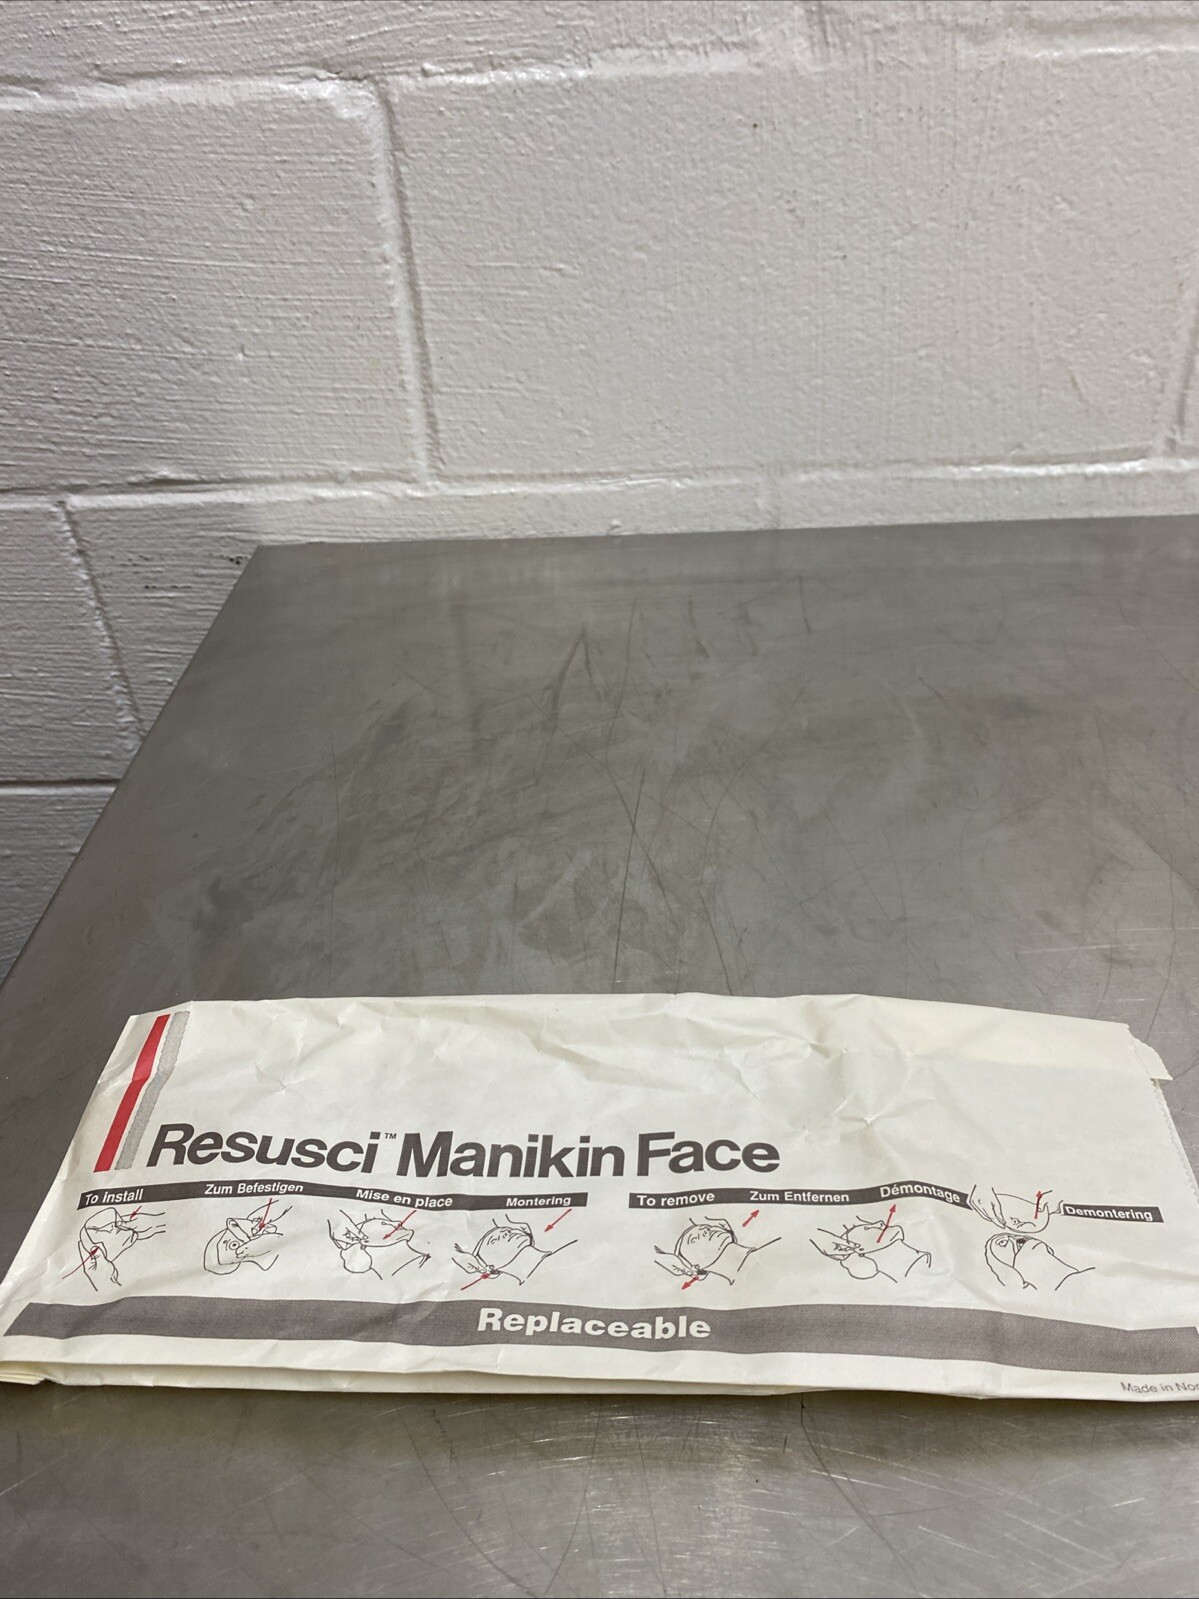 Resusci™ Manikin Face
To install Zum Befestigen Mise en place Montering To remove Zum Entfernen Démontage Demontering
Replaceable
Made in